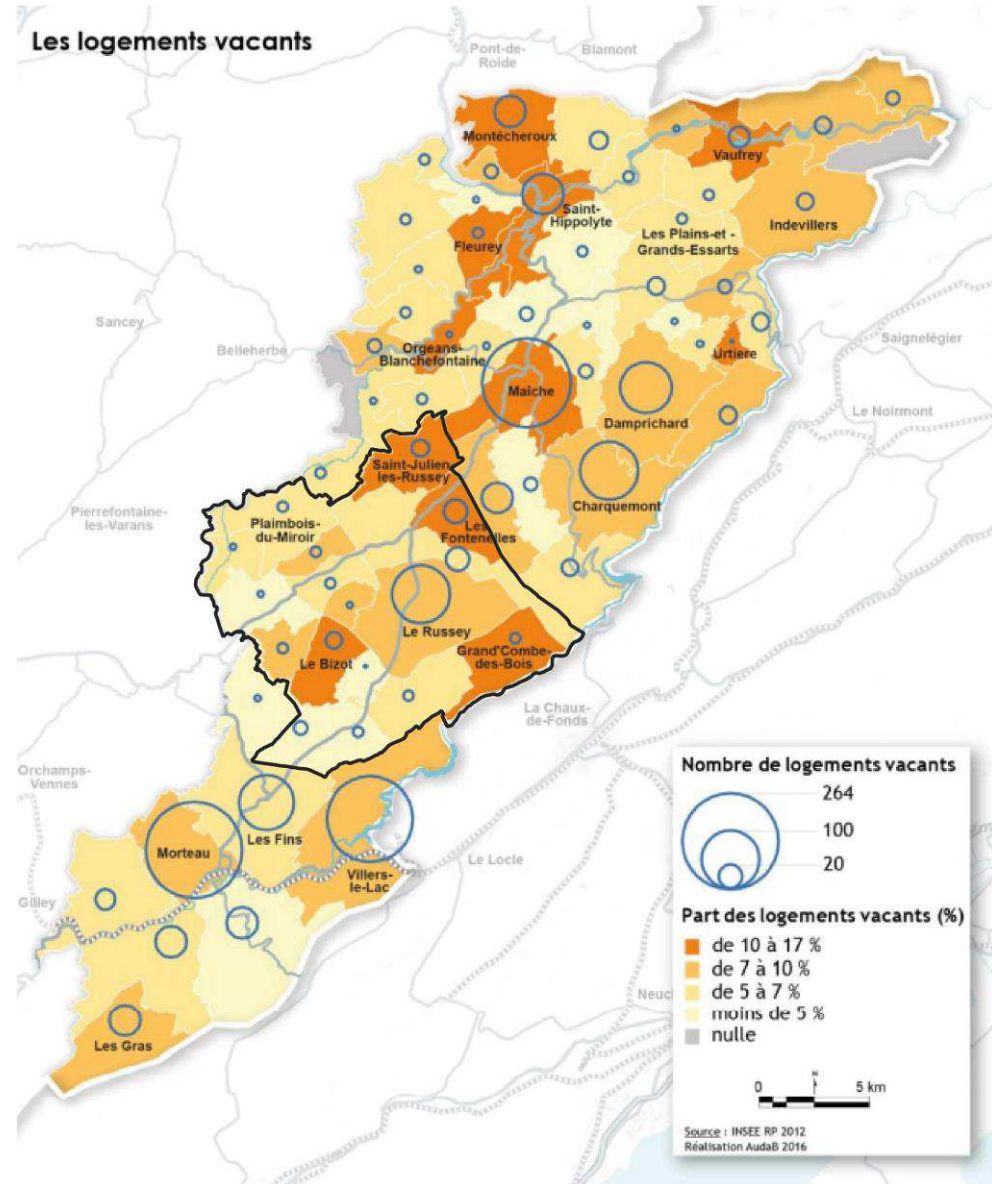 Les logements vacants
Pont-de-
Roide
Blamont
Montécheroux
Vaufrey
Saint-
Hippolyte
Indevillers
Fleurey
Les Plains-et -
Grands-Essarts
Sancey
Belleherbe
Saignelégier
Orgeans-
Blanchefontaine
Urtière
Maîche
Le Noirmont
Damprichard
Saint-Julien
les-Russey
Charquemont
Pierrefontaine-
les-Varans
Plaimbois-
du-Miroir
Les
Fontenelles
Le Russey
Le Bizot
Grand'Combe-
des-Bois
La Chaux-
de-Fonds
Orchamps-
Vennes
Les Fins
Morteau
Villers-
le-Lac
Le Locle
Gilley
Les Gras
Neuc
Nombre de logements vacants
264
100
20
Part des logements vacants (%)
de 10 à 17 %
de 7 à 10 %
de 5 à 7 %
moins de 5 %
nulle
N
0 5 km
Source : INSEE RP 2012
Réalisation AudaB 2016